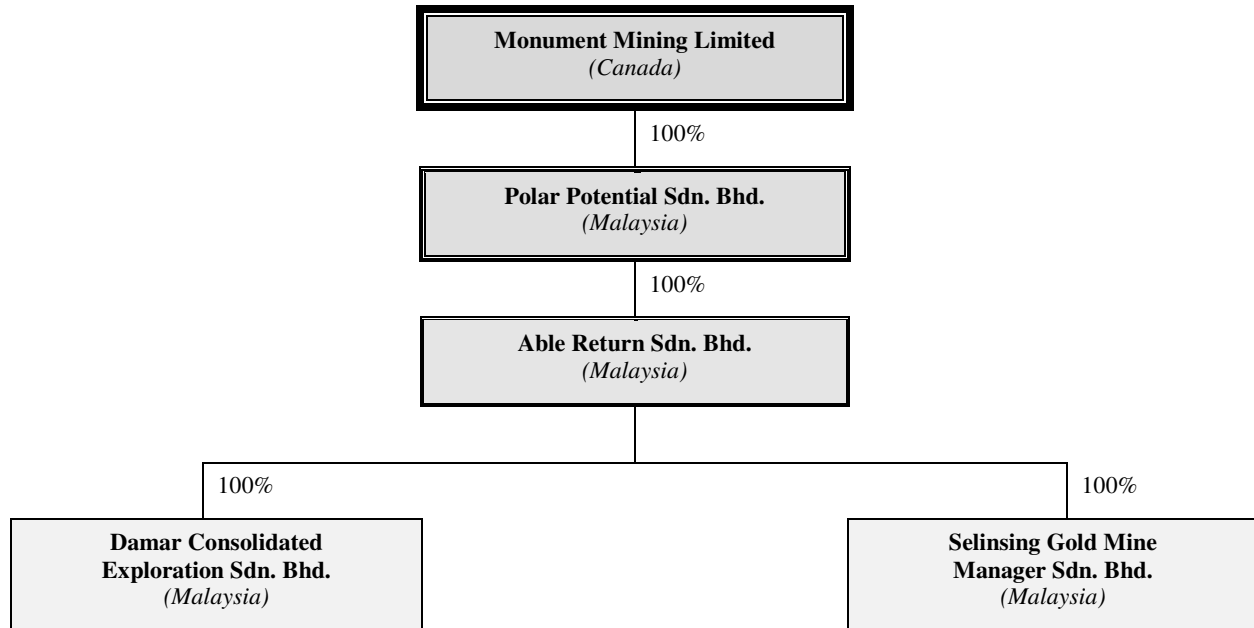 Monument Mining Limited
(Canada)
100%
Polar Potential Sdn. Bhd.
(Malaysia)
100%
Able Return Sdn. Bhd.
(Malaysia)
100%
100%
Damar Consolidated
Exploration Sdn. Bhd.
(Malaysia)
Selinsing Gold Mine
Manager Sdn. Bhd.
(Malaysia)